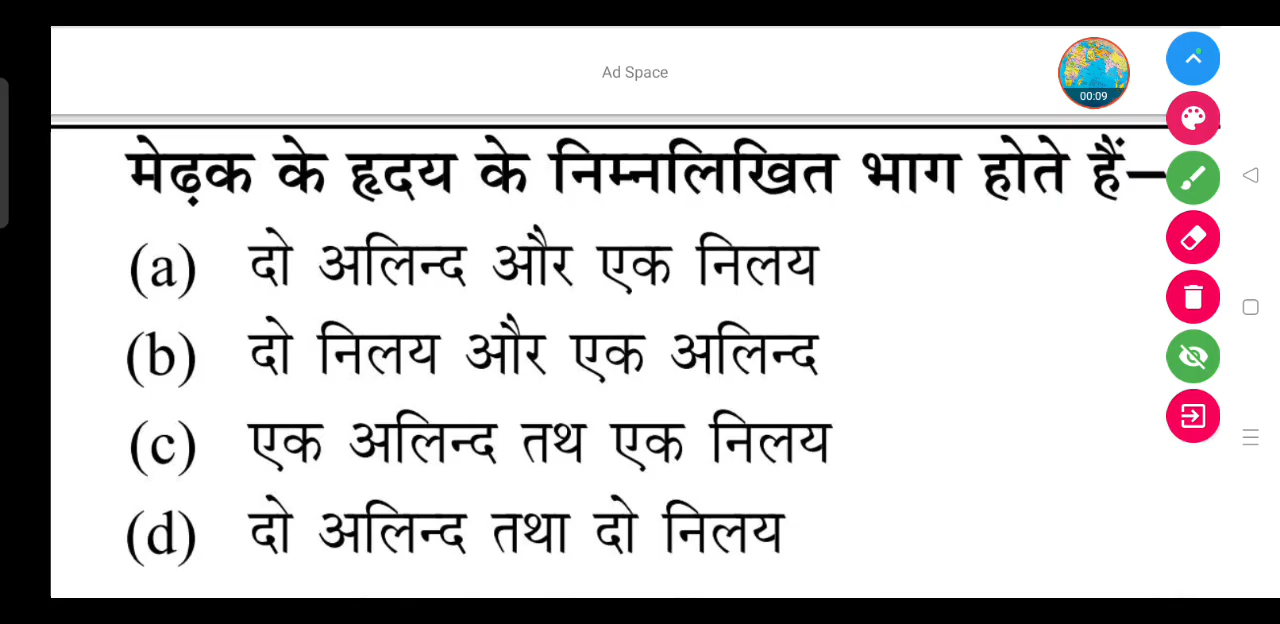 Ad Space
00:09
मेढ़क के हृदय के निम्नलिखित भाग होते हैं–
(a) दो अलिन्द और एक निलय
(b) दो निलय और एक अलिन्द
(c) एक अलिन्द तथ एक निलय
(d) दो अलिन्द तथा दो निलय